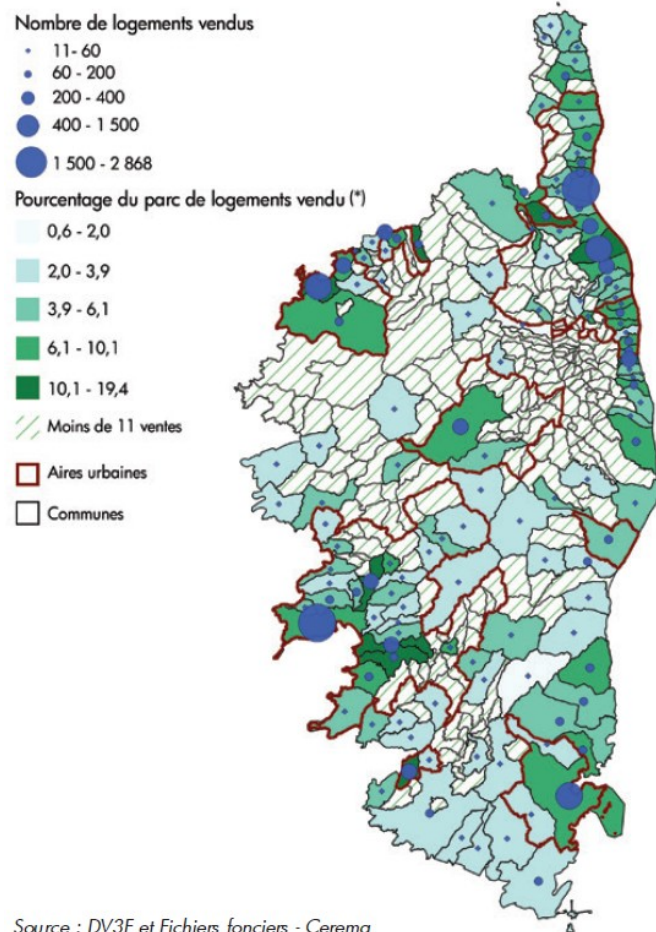 Nombre de logements vendus
11 - 60
60 - 200
200 - 400
400 - 1 500
1 500 - 2 868
Pourcentage du parc de logements vendu (*)
0,6 - 2,0
2,0 - 3,9
3,9 - 6,1
6,1 - 10,1
10,1 - 19,4
Moins de 11 ventes
Aires urbaines
Communes
Source : DV3F et Fichiers fonciers - Cerema